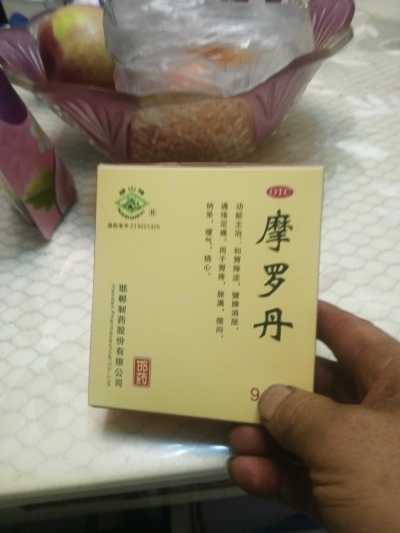 OTC
摩罗丹
功能主治：和胃降逆，健脾消胀，
通络定痛。用于胃疼，胀满，痞闷，
纳呆，嗳气，烧心。
邯郸制药股份有限公司
邯药
9